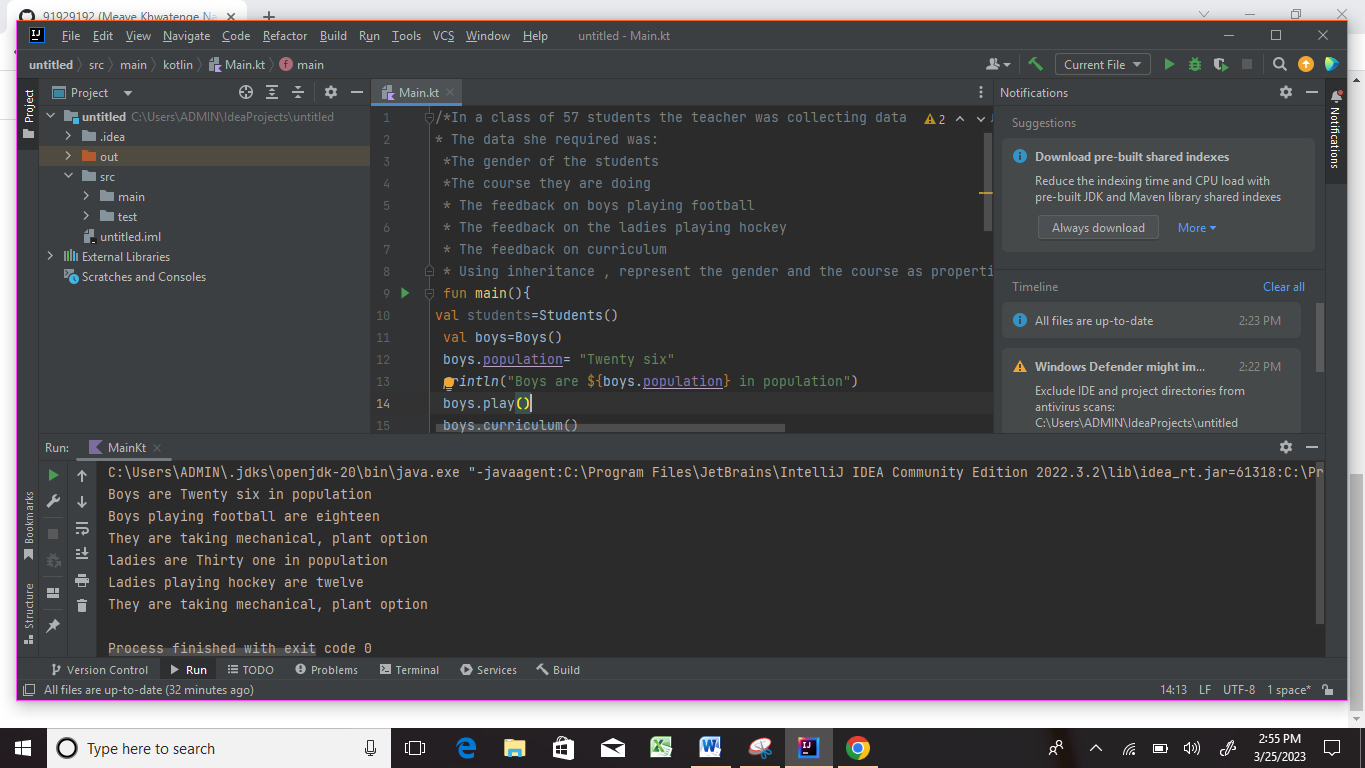 91929192 (Meave Khwatenge Na
File Edit View Navigate Code Refactor Build Run Tools VCS Window Help untitled - Main.kt
untitled src main kotlin Main.kt main
Current File
Project
Project
Main.kt
Notifications
Notifications
untitled C:\Users\ADMIN\IdeaProjects\untitled
.idea
out
src
main
test
untitled.iml
External Libraries
Scratches and Consoles
1 /*In a class of 57 students the teacher was collecting data
2
2 * The data she required was:
3 *The gender of the students
4 *The course they are doing
5 * The feedback on boys playing football
6 * The feedback on the ladies playing hockey
7 * The feedback on curriculum
8 * Using inheritance , represent the gender and the course as properti
9 fun main(){
10 val students=Students()
11 val boys=Boys()
12 boys.population= "Twenty six"
13 println("Boys are ${boys.population} in population")
14 boys.play()
15 boys.curriculum()
Suggestions
Download pre-built shared indexes
Reduce the indexing time and CPU load with
pre-built JDK and Maven library shared indexes
Always download More
Timeline Clear all
All files are up-to-date 2:23 PM
Windows Defender might im... 2:22 PM
Exclude IDE and project directories from
antivirus scans:
C:\Users\ADMIN\IdeaProjects\untitled
Run: MainKt
C:\Users\ADMIN\.jdks\openjdk-20\bin\java.exe "-javaagent:C:\Program Files\JetBrains\IntelliJ IDEA Community Edition 2022.3.2\lib\idea_rt.jar=61318:C:\Pr
Boys are Twenty six in population
Boys playing football are eighteen
They are taking mechanical, plant option
ladies are Thirty one in population
Ladies playing hockey are twelve
They are taking mechanical, plant option
Process finished with exit code 0
Bookmarks
Structure
Version Control Run TODO Problems Terminal Services Build
All files are up-to-date (32 minutes ago) 14:13 LF UTF-8 1 space*
Type here to search
2:55 PM
3/25/2023